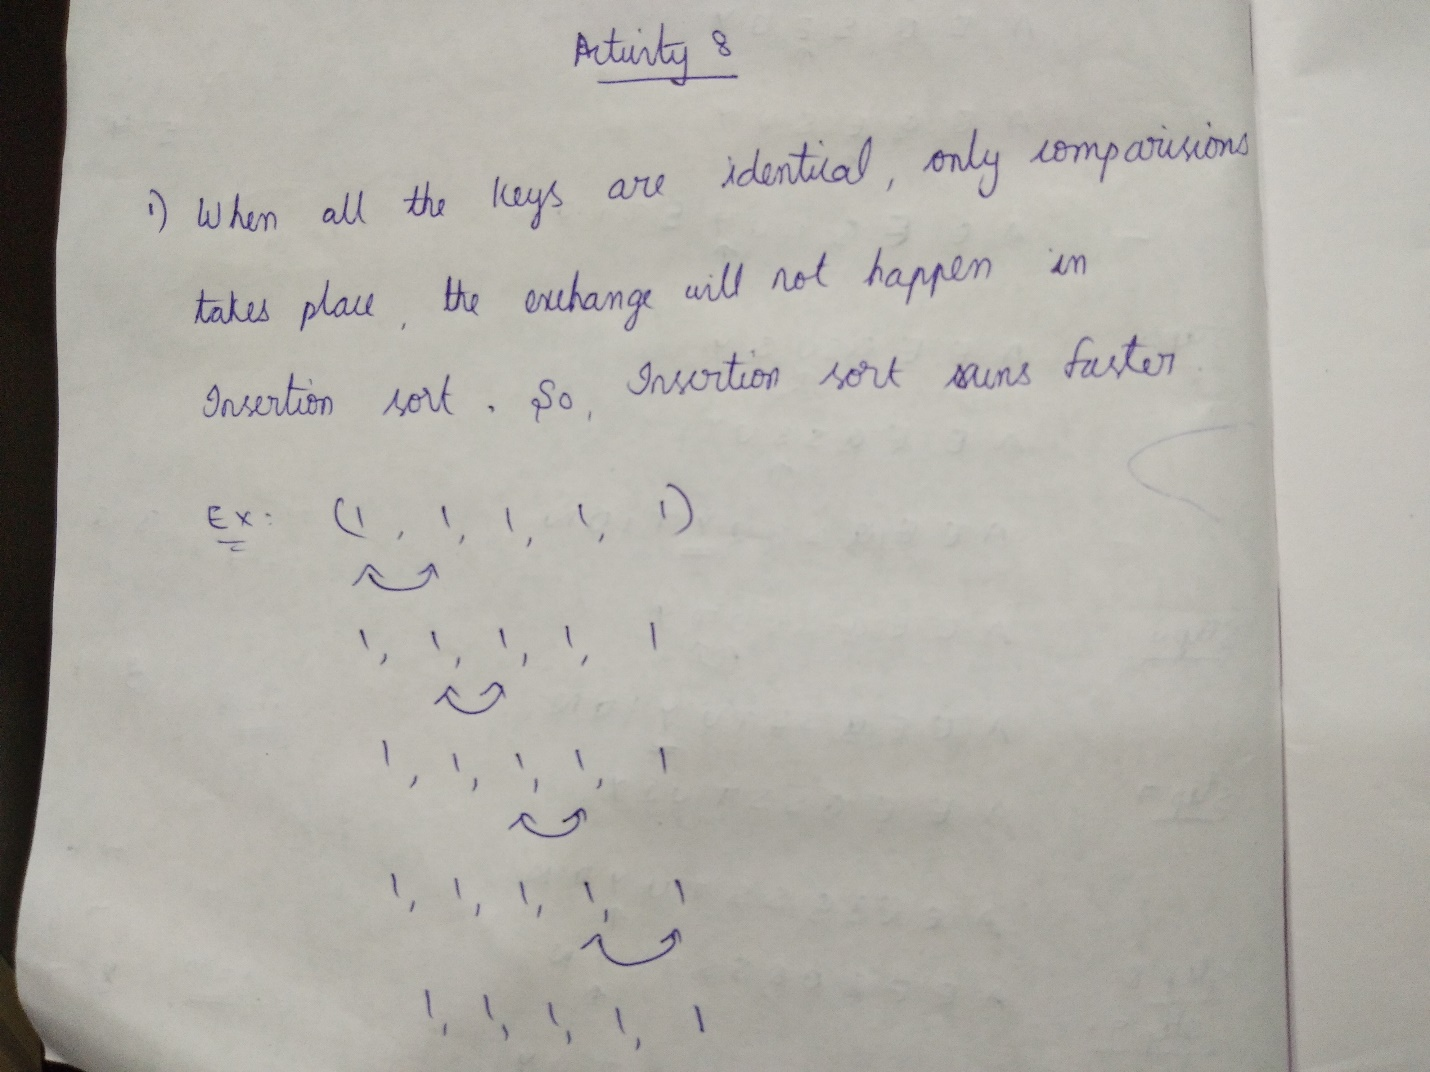 Activity 8
1) When all the keys are identical, only comparisions
takes place, the exchange will not happen in
Insertion sort. So, Insertion sort runs faster
Ex: (1, 1, 1, 1, 1)
1, 1, 1, 1, 1
1, 1, 1, 1, 1
1, 1, 1, 1, 1
1, 1, 1, 1, 1